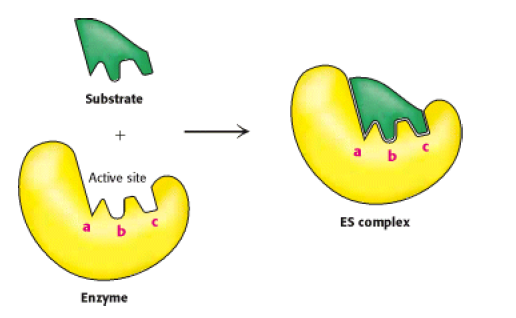 Substrate
+
Active site
a b c
Enzyme
a b c
ES complex